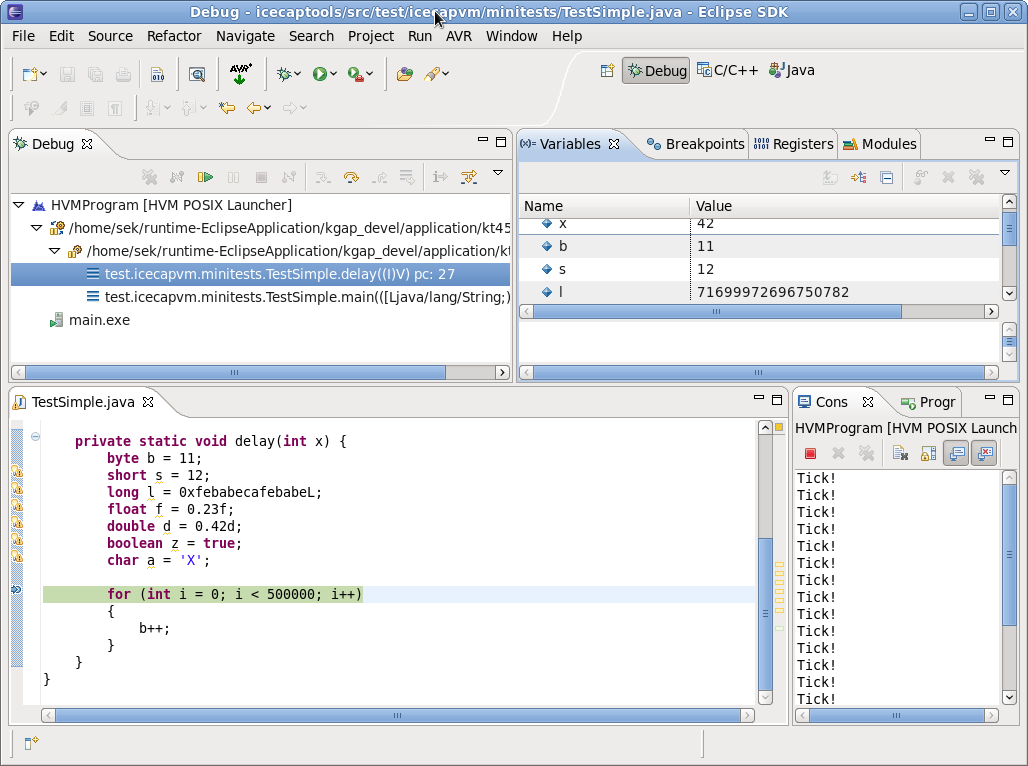 Debug - icecaptools/src/test/icecapvm/minitests/TestSimple.java - Eclipse SDK
File Edit Source Refactor Navigate Search Project Run AVR Window Help
Debug C/C++ Java
Debug
HVMProgram [HVM POSIX Launcher]
/home/sek/runtime-EclipseApplication/kgap_devel/application/kt45
/home/sek/runtime-EclipseApplication/kgap_devel/application/kt
test.icecapvm.minitests.TestSimple.delay((I)V) pc: 27
test.icecapvm.minitests.TestSimple.main(([Ljava/lang/String;)
main.exe
(x)= Variables Breakpoints Registers Modules
Name Value
x 42
b 11
s 12
l 71699972696750782
TestSimple.java
private static void delay(int x) {
byte b = 11;
short s = 12;
long l = 0xfebabecafebabeL;
float f = 0.23f;
double d = 0.42d;
boolean z = true;
char a = 'X';
for (int i = 0; i < 500000; i++)
{
b++;
}
}
}
Cons Progr
HVMProgram [HVM POSIX Launch
Tick!
Tick!
Tick!
Tick!
Tick!
Tick!
Tick!
Tick!
Tick!
Tick!
Tick!
Tick!
Tick!
Tick!